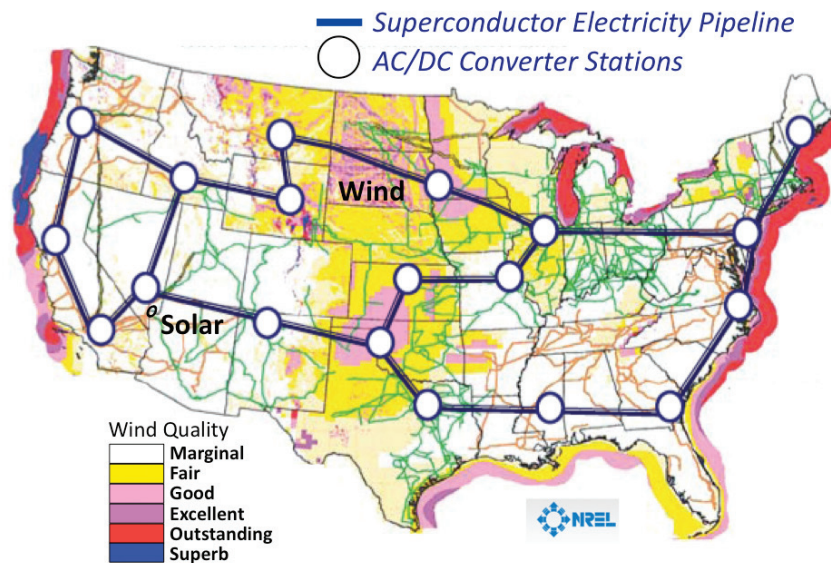 Superconductor Electricity Pipeline
AC/DC Converter Stations
Wind
Solar
Wind Quality
Marginal
Fair
Good
Excellent
Outstanding
Superb
NREL